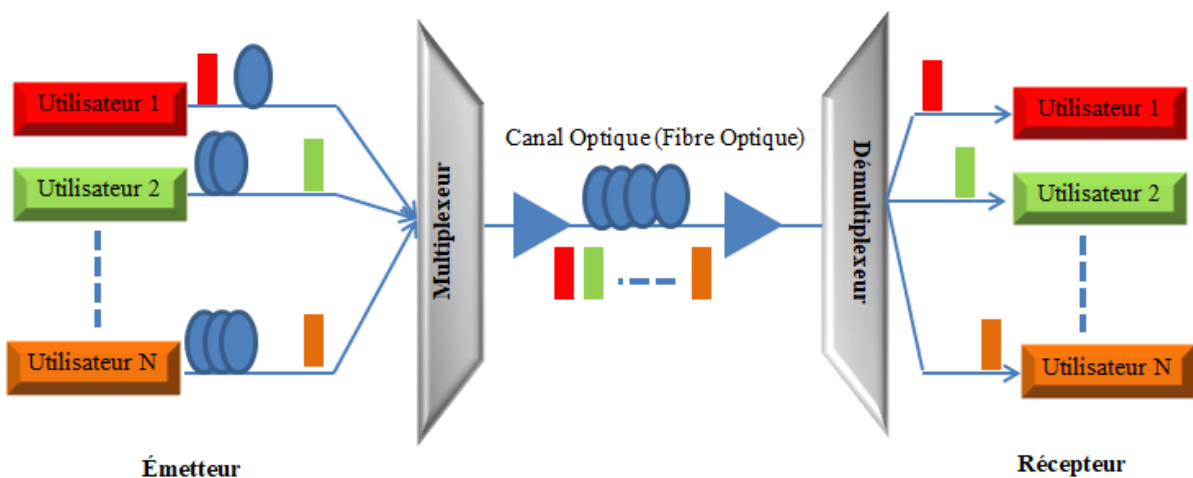 Utilisateur 1
Utilisateur 2
Utilisateur N
Émetteur
Multiplexeur
Canal Optique (Fibre Optique)
Démultiplexeur
Utilisateur 1
Utilisateur 2
Utilisateur N
Récepteur